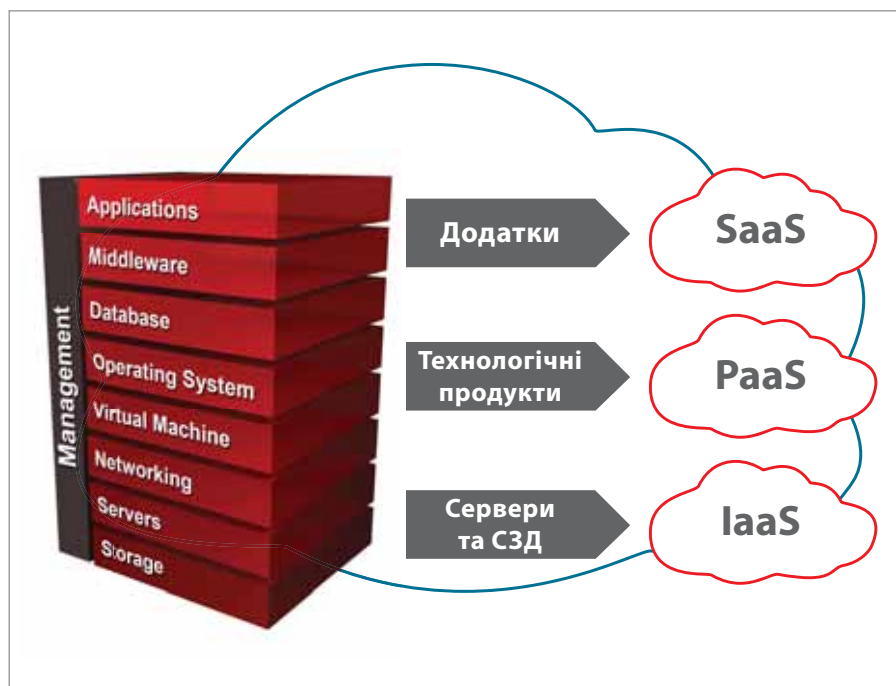 Management
Applications
Middleware
Database
Operating System
Virtual Machine
Networking
Servers
Storage
Додатки
SaaS
Технологічні
продукти
PaaS
Сервери
та СЗД
IaaS